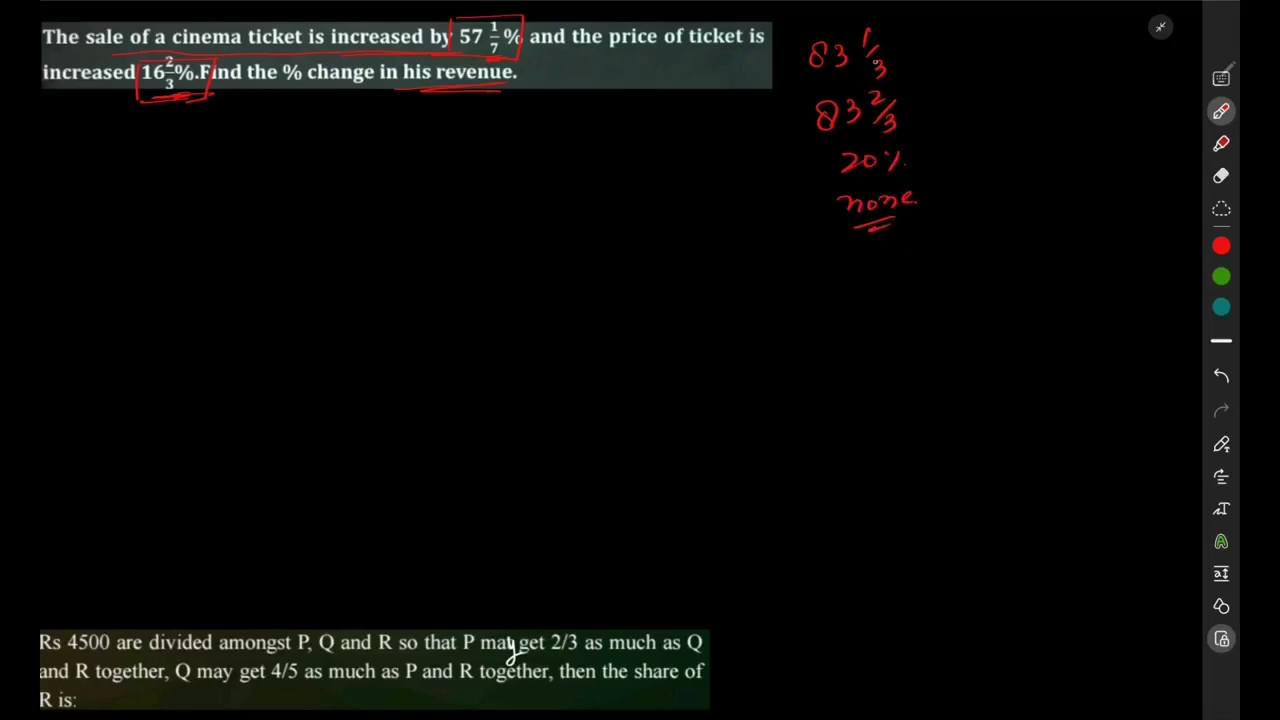 The sale of a cinema ticket is increased by 57 1/7% and the price of ticket is
increased 16 2/3%.Find the % change in his revenue.
83 1/3
83 2/3
20%
none.
Rs 4500 are divided amongst P, Q and R so that P may get 2/3 as much as Q
and R together, Q may get 4/5 as much as P and R together, then the share of
R is: